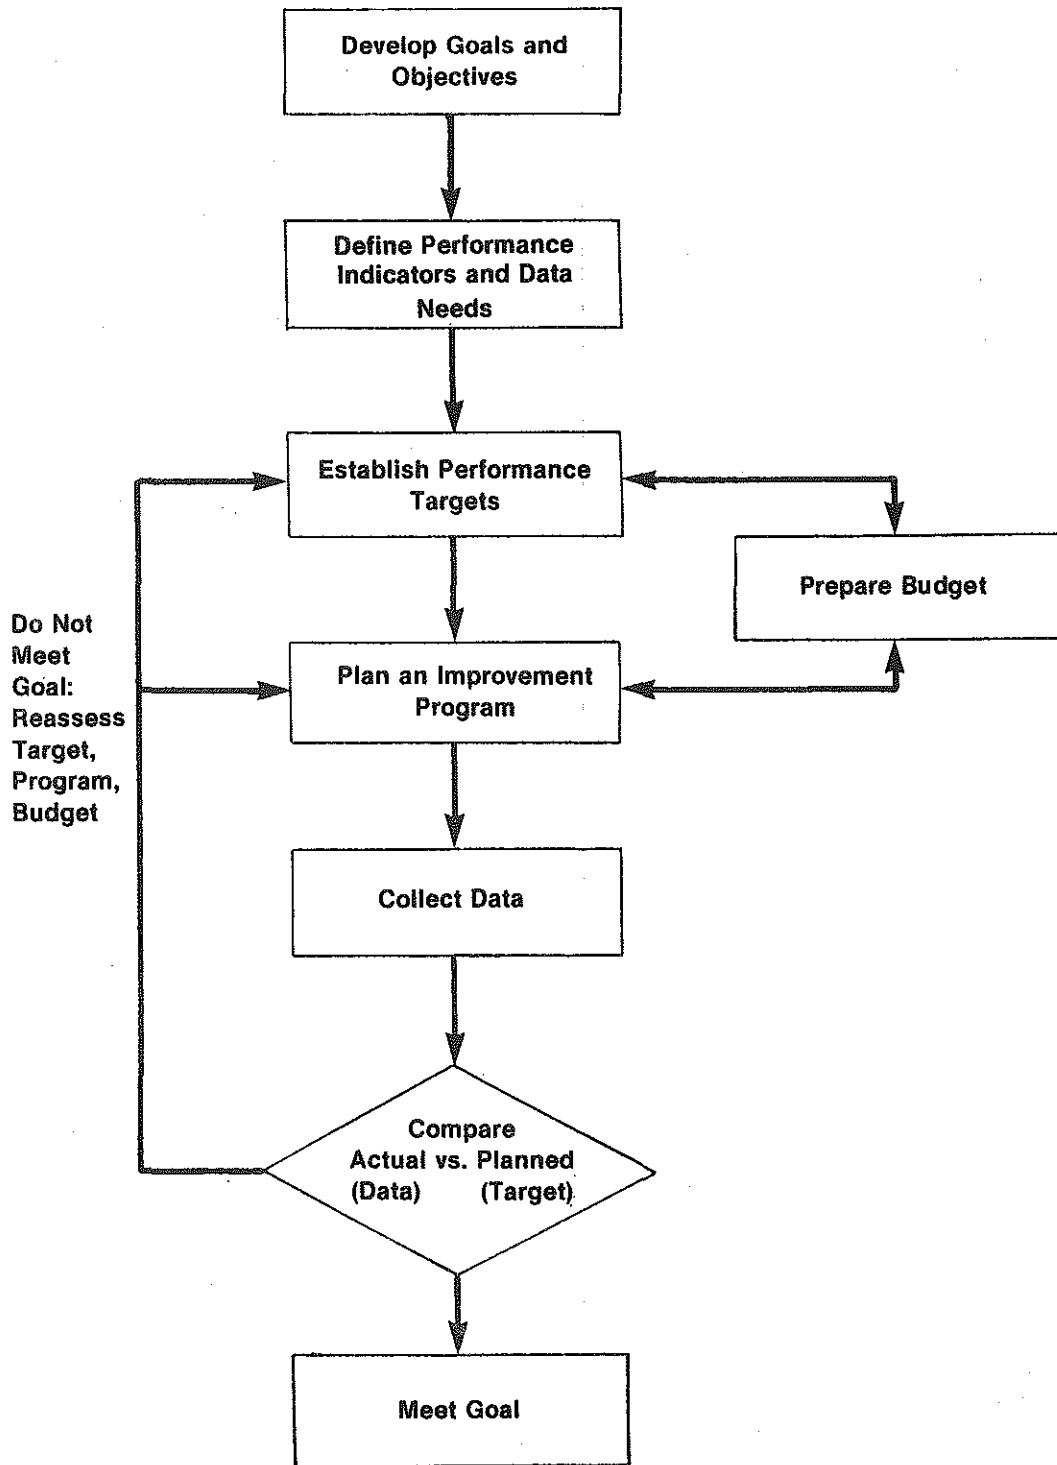 Develop Goals and
Objectives
Define Performance
Indicators and Data
Needs
Establish Performance
Targets
Prepare Budget
Do Not
Meet
Goal:
Reassess
Target,
Program,
Budget
Plan an Improvement
Program
Collect Data
Compare
Actual vs. Planned
(Data) (Target)
Meet Goal